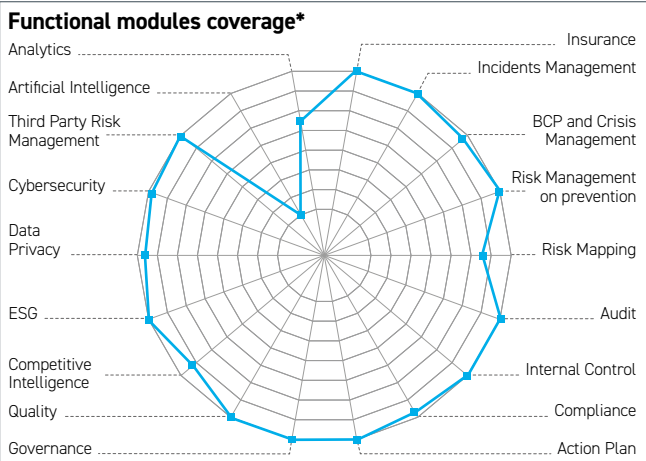 Functional modules coverage*
Analytics
Artificial Intelligence
Third Party Risk
Management
Cybersecurity
Data
Privacy
ESG
Competitive
Intelligence
Quality
Governance
Insurance
Incidents Management
BCP and Crisis
Management
Risk Management
on prevention
Risk Mapping
Audit
Internal Control
Compliance
Action Plan